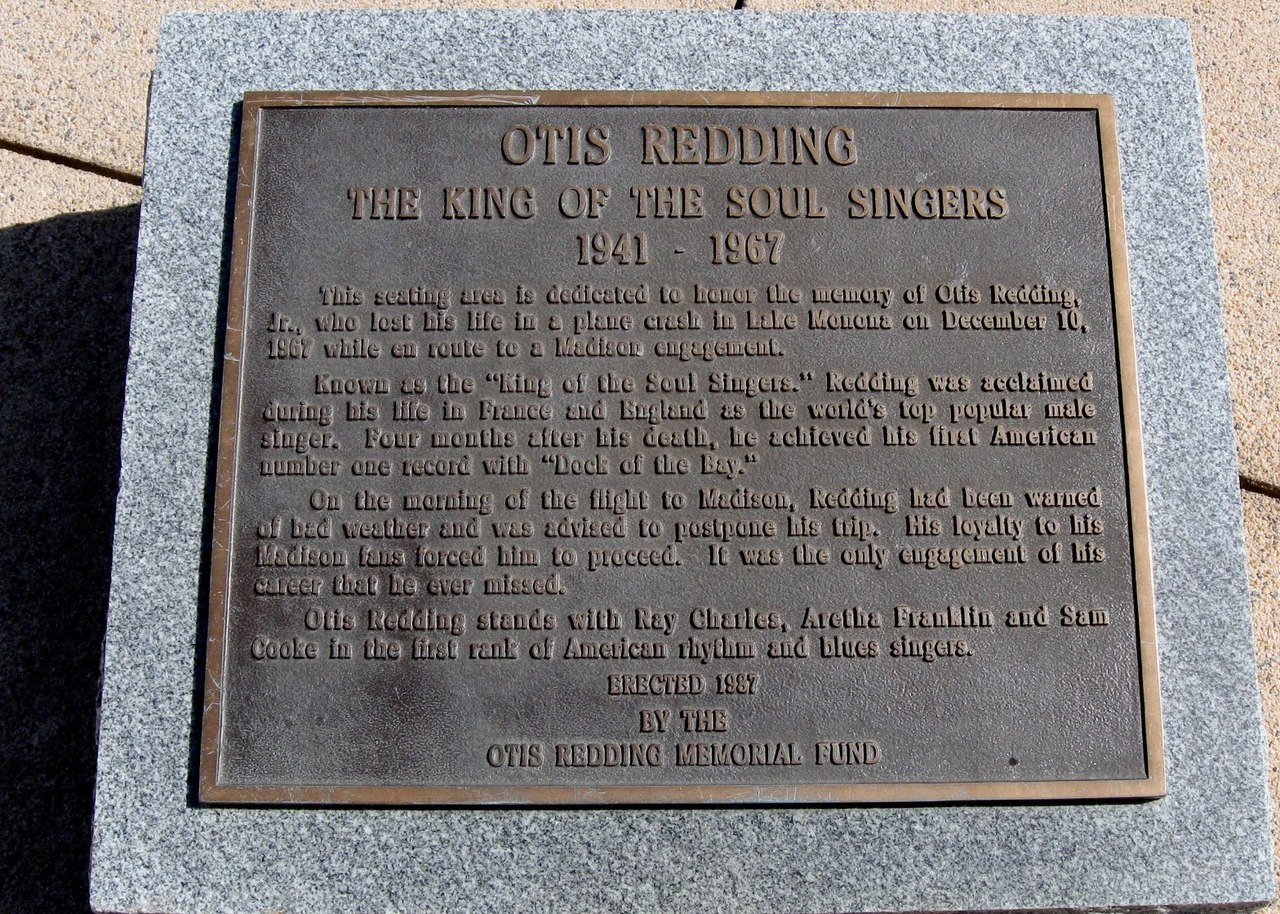 OTIS REDDING
THE KING OF THE SOUL SINGERS
1941 - 1967
This seating area is dedicated to honor the memory of Otis Redding,
Jr., who lost his life in a plane crash in Lake Monona on December 10,
1967 while en route to a Madison engagement.
Known as the "King of the Soul Singers." Redding was acclaimed
during his life in France and England as the world's top popular male
singer. Four months after his death, he achieved his first American
number one record with "Dock of the Bay."
On the morning of the flight to Madison, Redding had been warned
of bad weather and was advised to postpone his trip. His loyalty to his
Madison fans forced him to proceed. It was the only engagement of his
career that he ever missed.
Otis Redding stands with Ray Charles, Aretha Franklin and Sam
Cooke in the first rank of American rhythm and blues singers.
ERECTED 1987
BY THE
OTIS REDDING MEMORIAL FUND